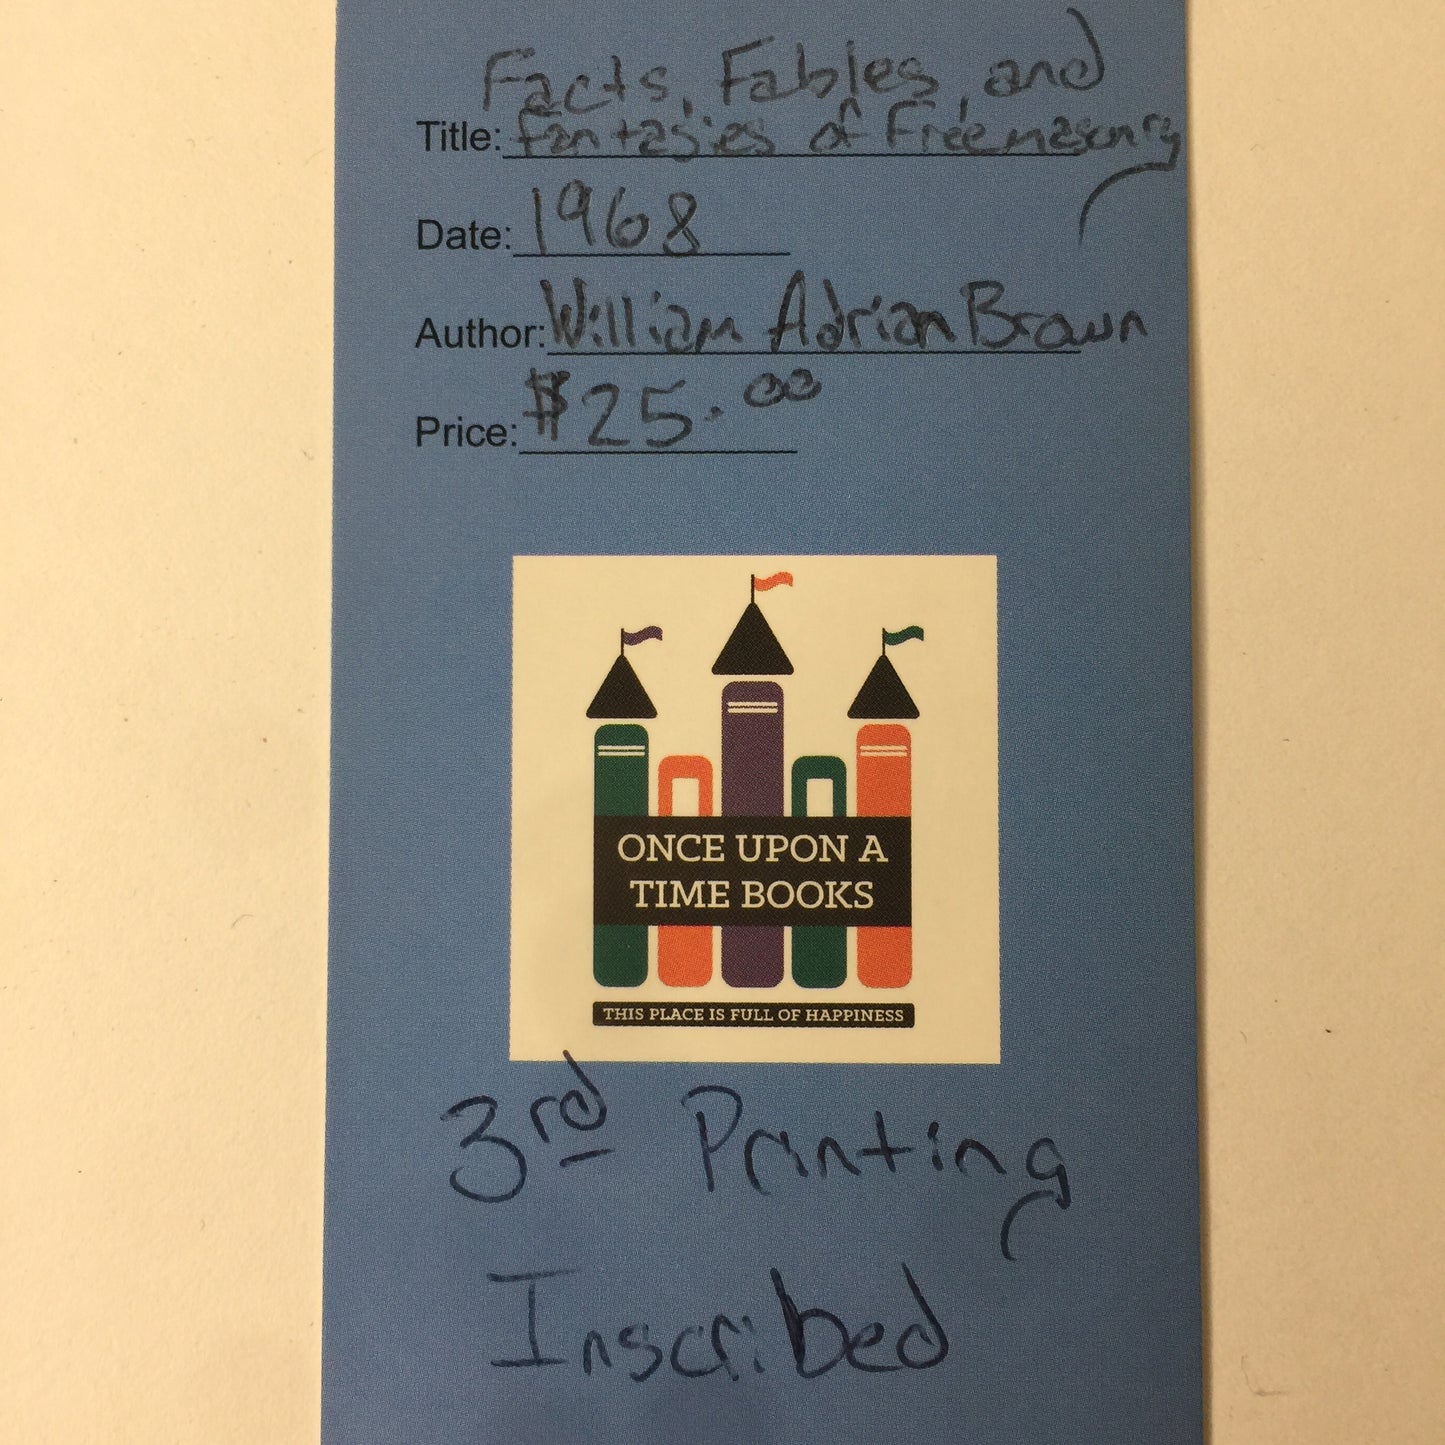 Facts, Fables, and
Title: Fantasies of Freemasonry
Date: 1968
Author: William Adrian Brown
Price: $25.00
ONCE UPON A
TIME BOOKS
THIS PLACE IS FULL OF HAPPINESS
3rd Printing
Inscribed